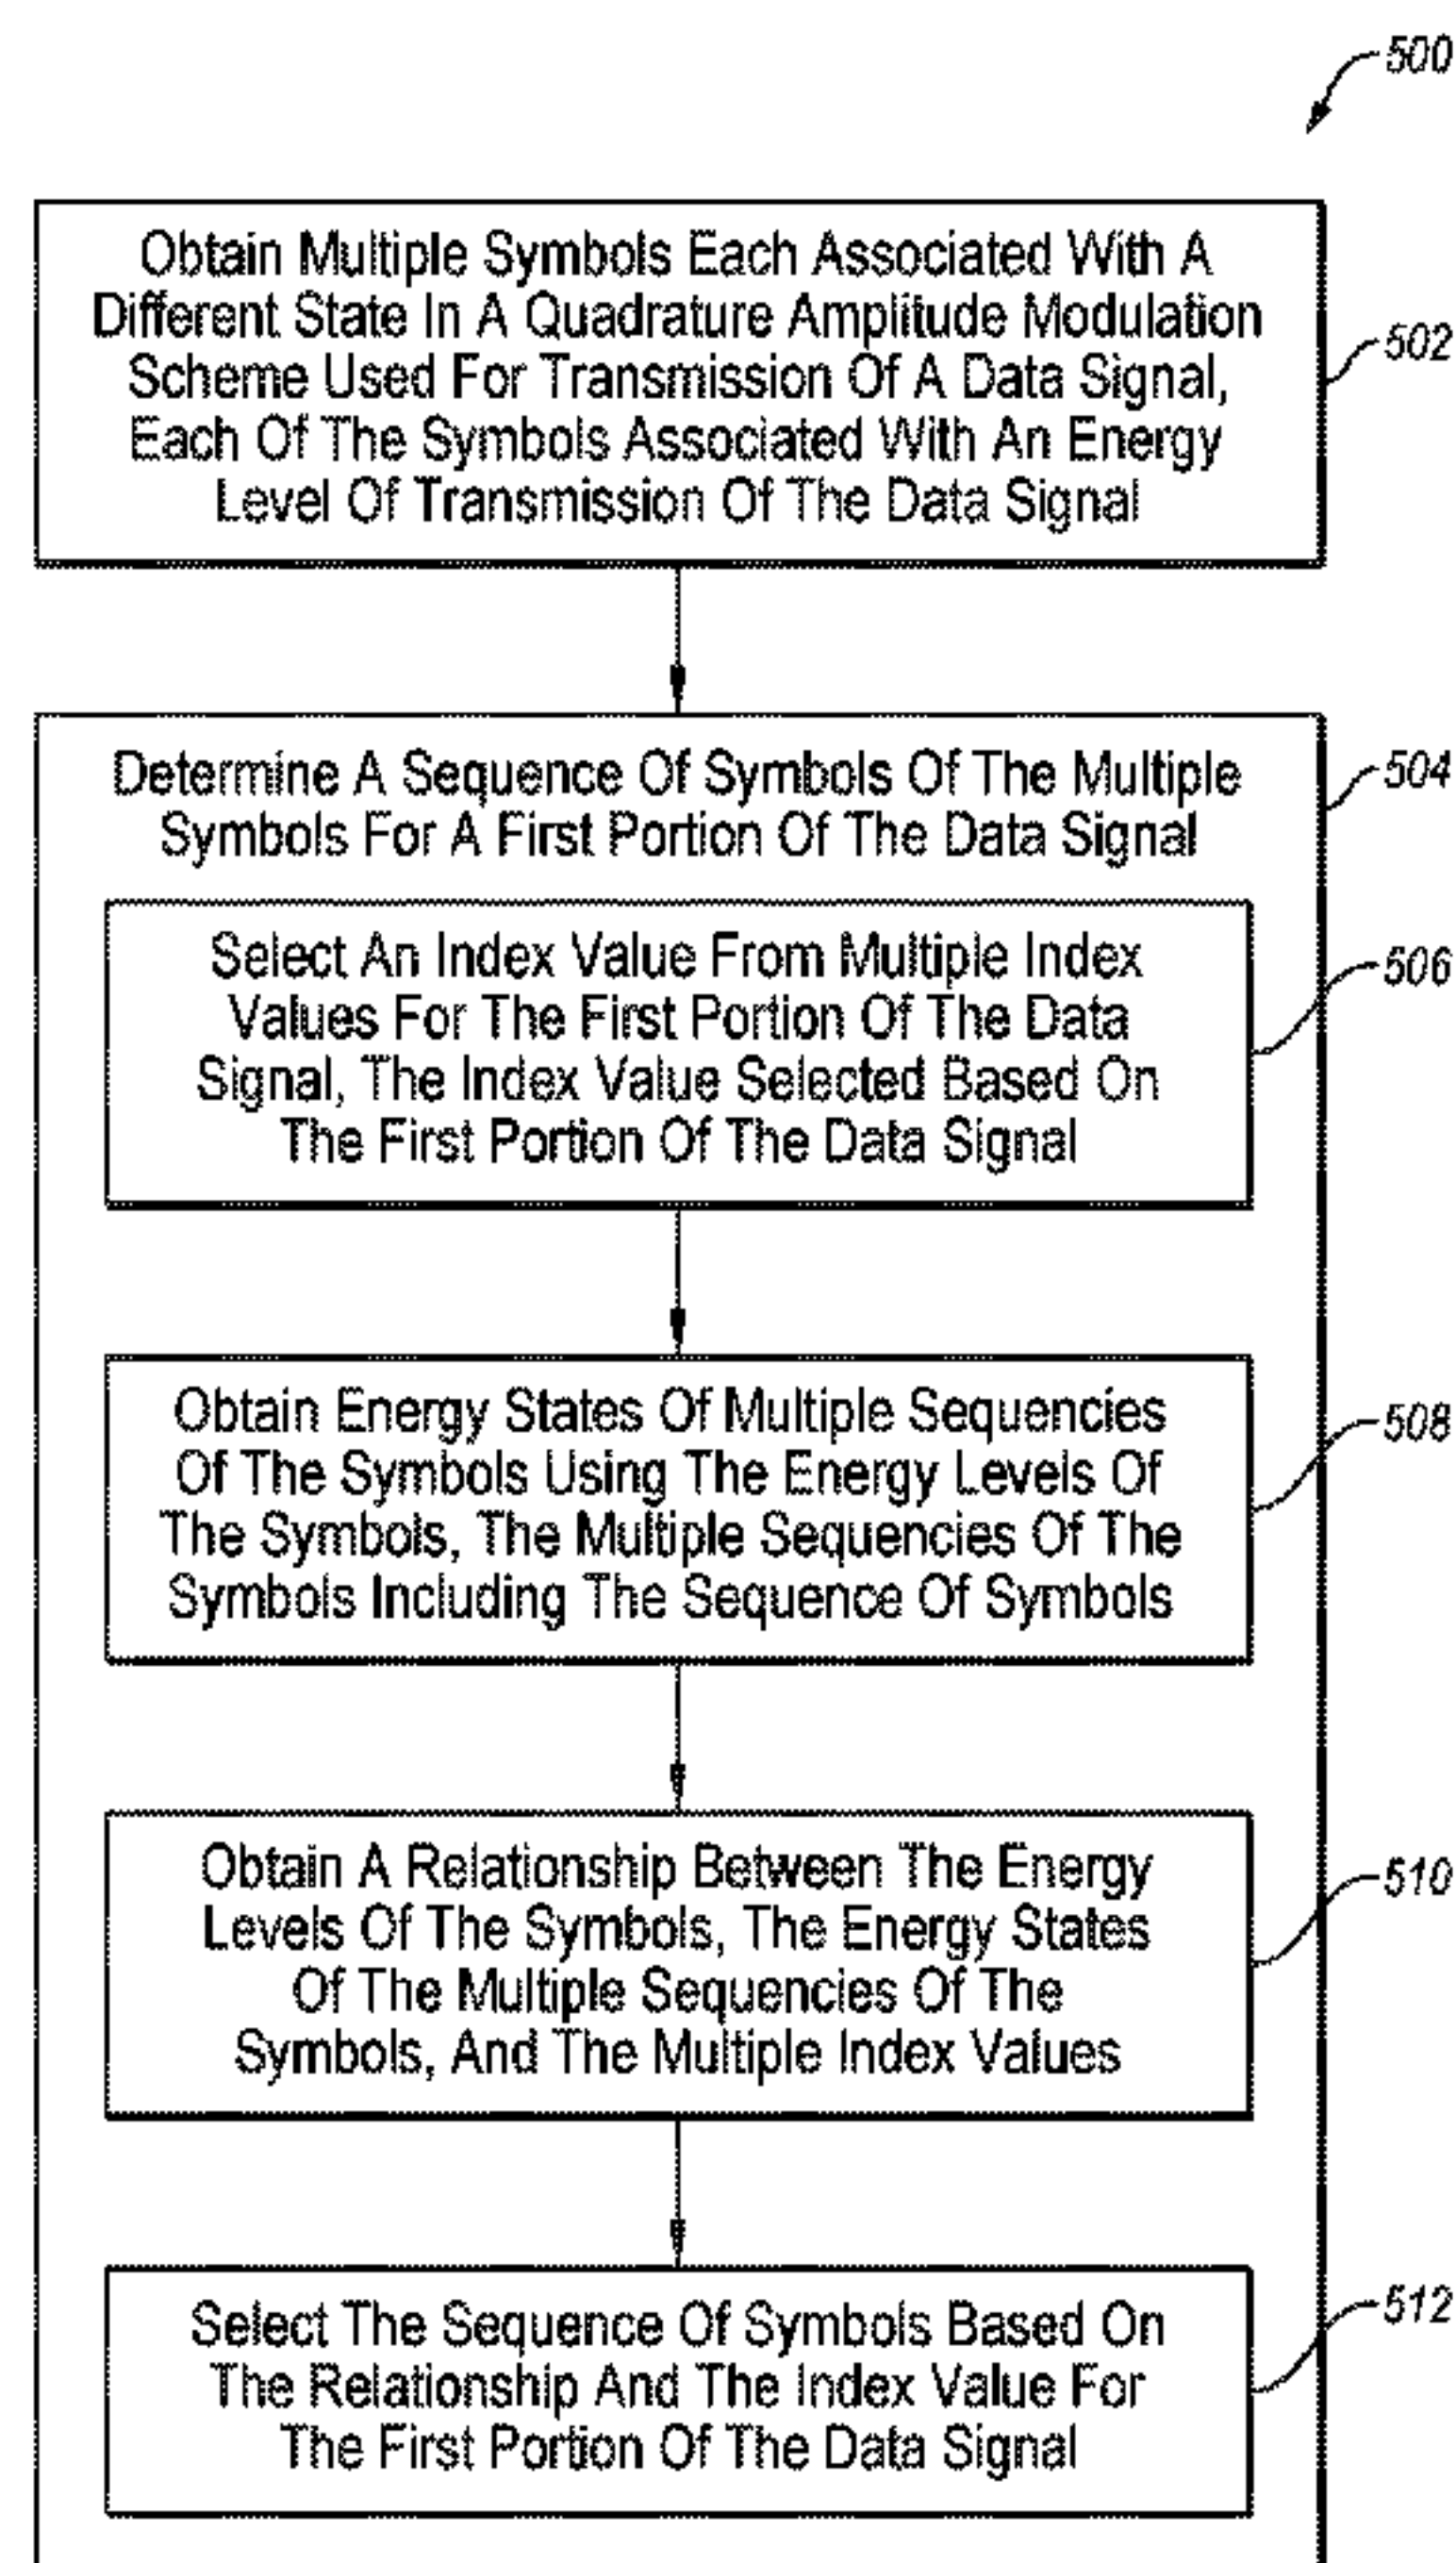 500
Obtain Multiple Symbols Each Associated With A
Different State In A Quadrature Amplitude Modulation
Scheme Used For Transmission Of A Data Signal,
Each Of The Symbols Associated With An Energy
Level Of Transmission Of The Data Signal
502
Determine A Sequence Of Symbols Of The Multiple
Symbols For A First Portion Of The Data Signal
504
Select An Index Value From Multiple Index
Values For The First Portion Of The Data
Signal, The Index Value Selected Based On
The First Portion Of The Data Signal
506
Obtain Energy States Of Multiple Sequencies
Of The Symbols Using The Energy Levels Of
The Symbols, The Multiple Sequencies Of The
Symbols Including The Sequence Of Symbols
508
Obtain A Relationship Between The Energy
Levels Of The Symbols, The Energy States
Of The Multiple Sequencies Of The
Symbols, And The Multiple Index Values
510
Select The Sequence Of Symbols Based On
The Relationship And The Index Value For
The First Portion Of The Data Signal
512